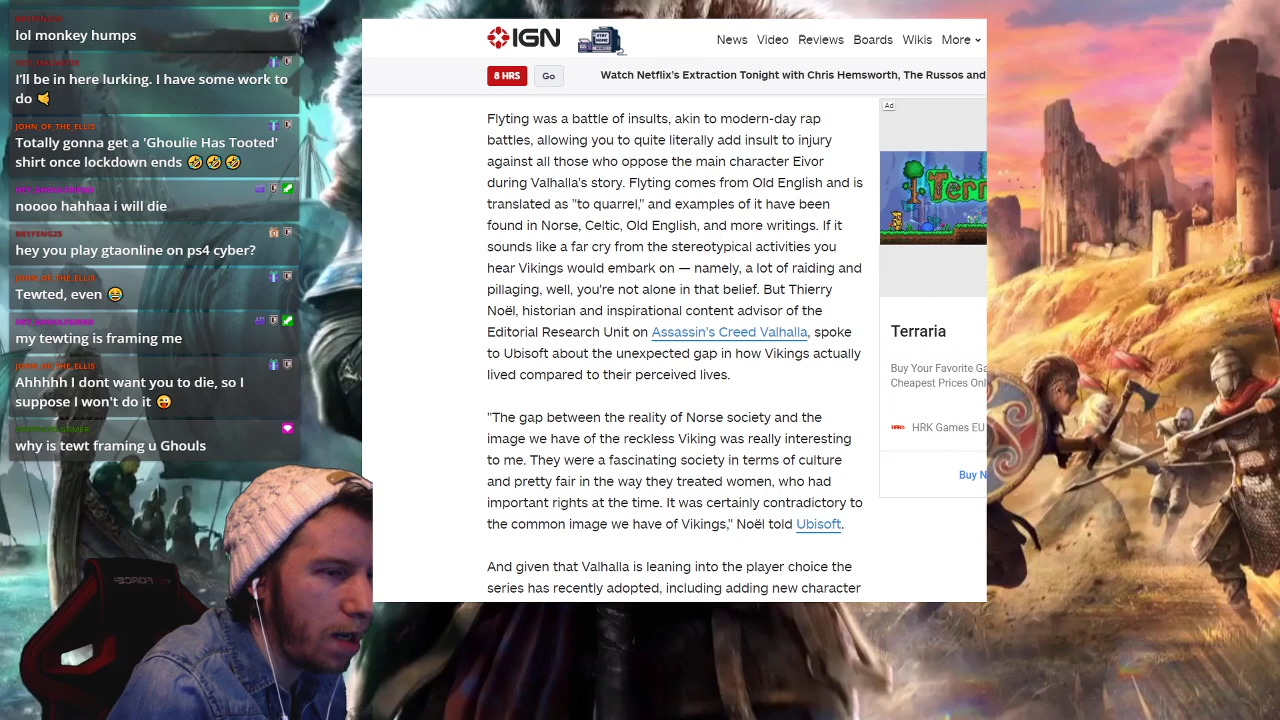 BRYFENG25
lol monkey humps
I'll be in here lurking. I have some work to
do 🤙
JOHN_OF_THE_ELLIS
Totally gonna get a 'Ghoulie Has Tooted'
shirt once lockdown ends 🤣🤣🤣
noooo hahhaa i will die
BRYFENG25
hey you play gtaonline on ps4 cyber?
JOHN_OF_THE_ELLIS
Tewted, even 😄
my tewting is framing me
JOHN_OF_THE_ELLIS
Ahhhhh I dont want you to die, so I
suppose I won't do it 😜
why is tewt framing u Ghouls
IGN
News Video Reviews Boards Wikis More
8 HRS Go Watch Netflix's Extraction Tonight with Chris Hemsworth, The Russos and
Flyting was a battle of insults, akin to modern-day rap
battles, allowing you to quite literally add insult to injury
against all those who oppose the main character Eivor
during Valhalla's story. Flyting comes from Old English and is
translated as "to quarrel," and examples of it have been
found in Norse, Celtic, Old English, and more writings. If it
sounds like a far cry from the stereotypical activities you
hear Vikings would embark on — namely, a lot of raiding and
pillaging, well, you're not alone in that belief. But Thierry
Noël, historian and inspirational content advisor of the
Editorial Research Unit on Assassin's Creed Valhalla, spoke
to Ubisoft about the unexpected gap in how Vikings actually
lived compared to their perceived lives.
"The gap between the reality of Norse society and the
image we have of the reckless Viking was really interesting
to me. They were a fascinating society in terms of culture
and pretty fair in the way they treated women, who had
important rights at the time. It was certainly contradictory to
the common image we have of Vikings," Noël told Ubisoft.
And given that Valhalla is leaning into the player choice the
series has recently adopted, including adding new character
Ad
Terr
Terraria
Buy Your Favorite Ga
Cheapest Prices Onl
HRK Games EU
Buy N